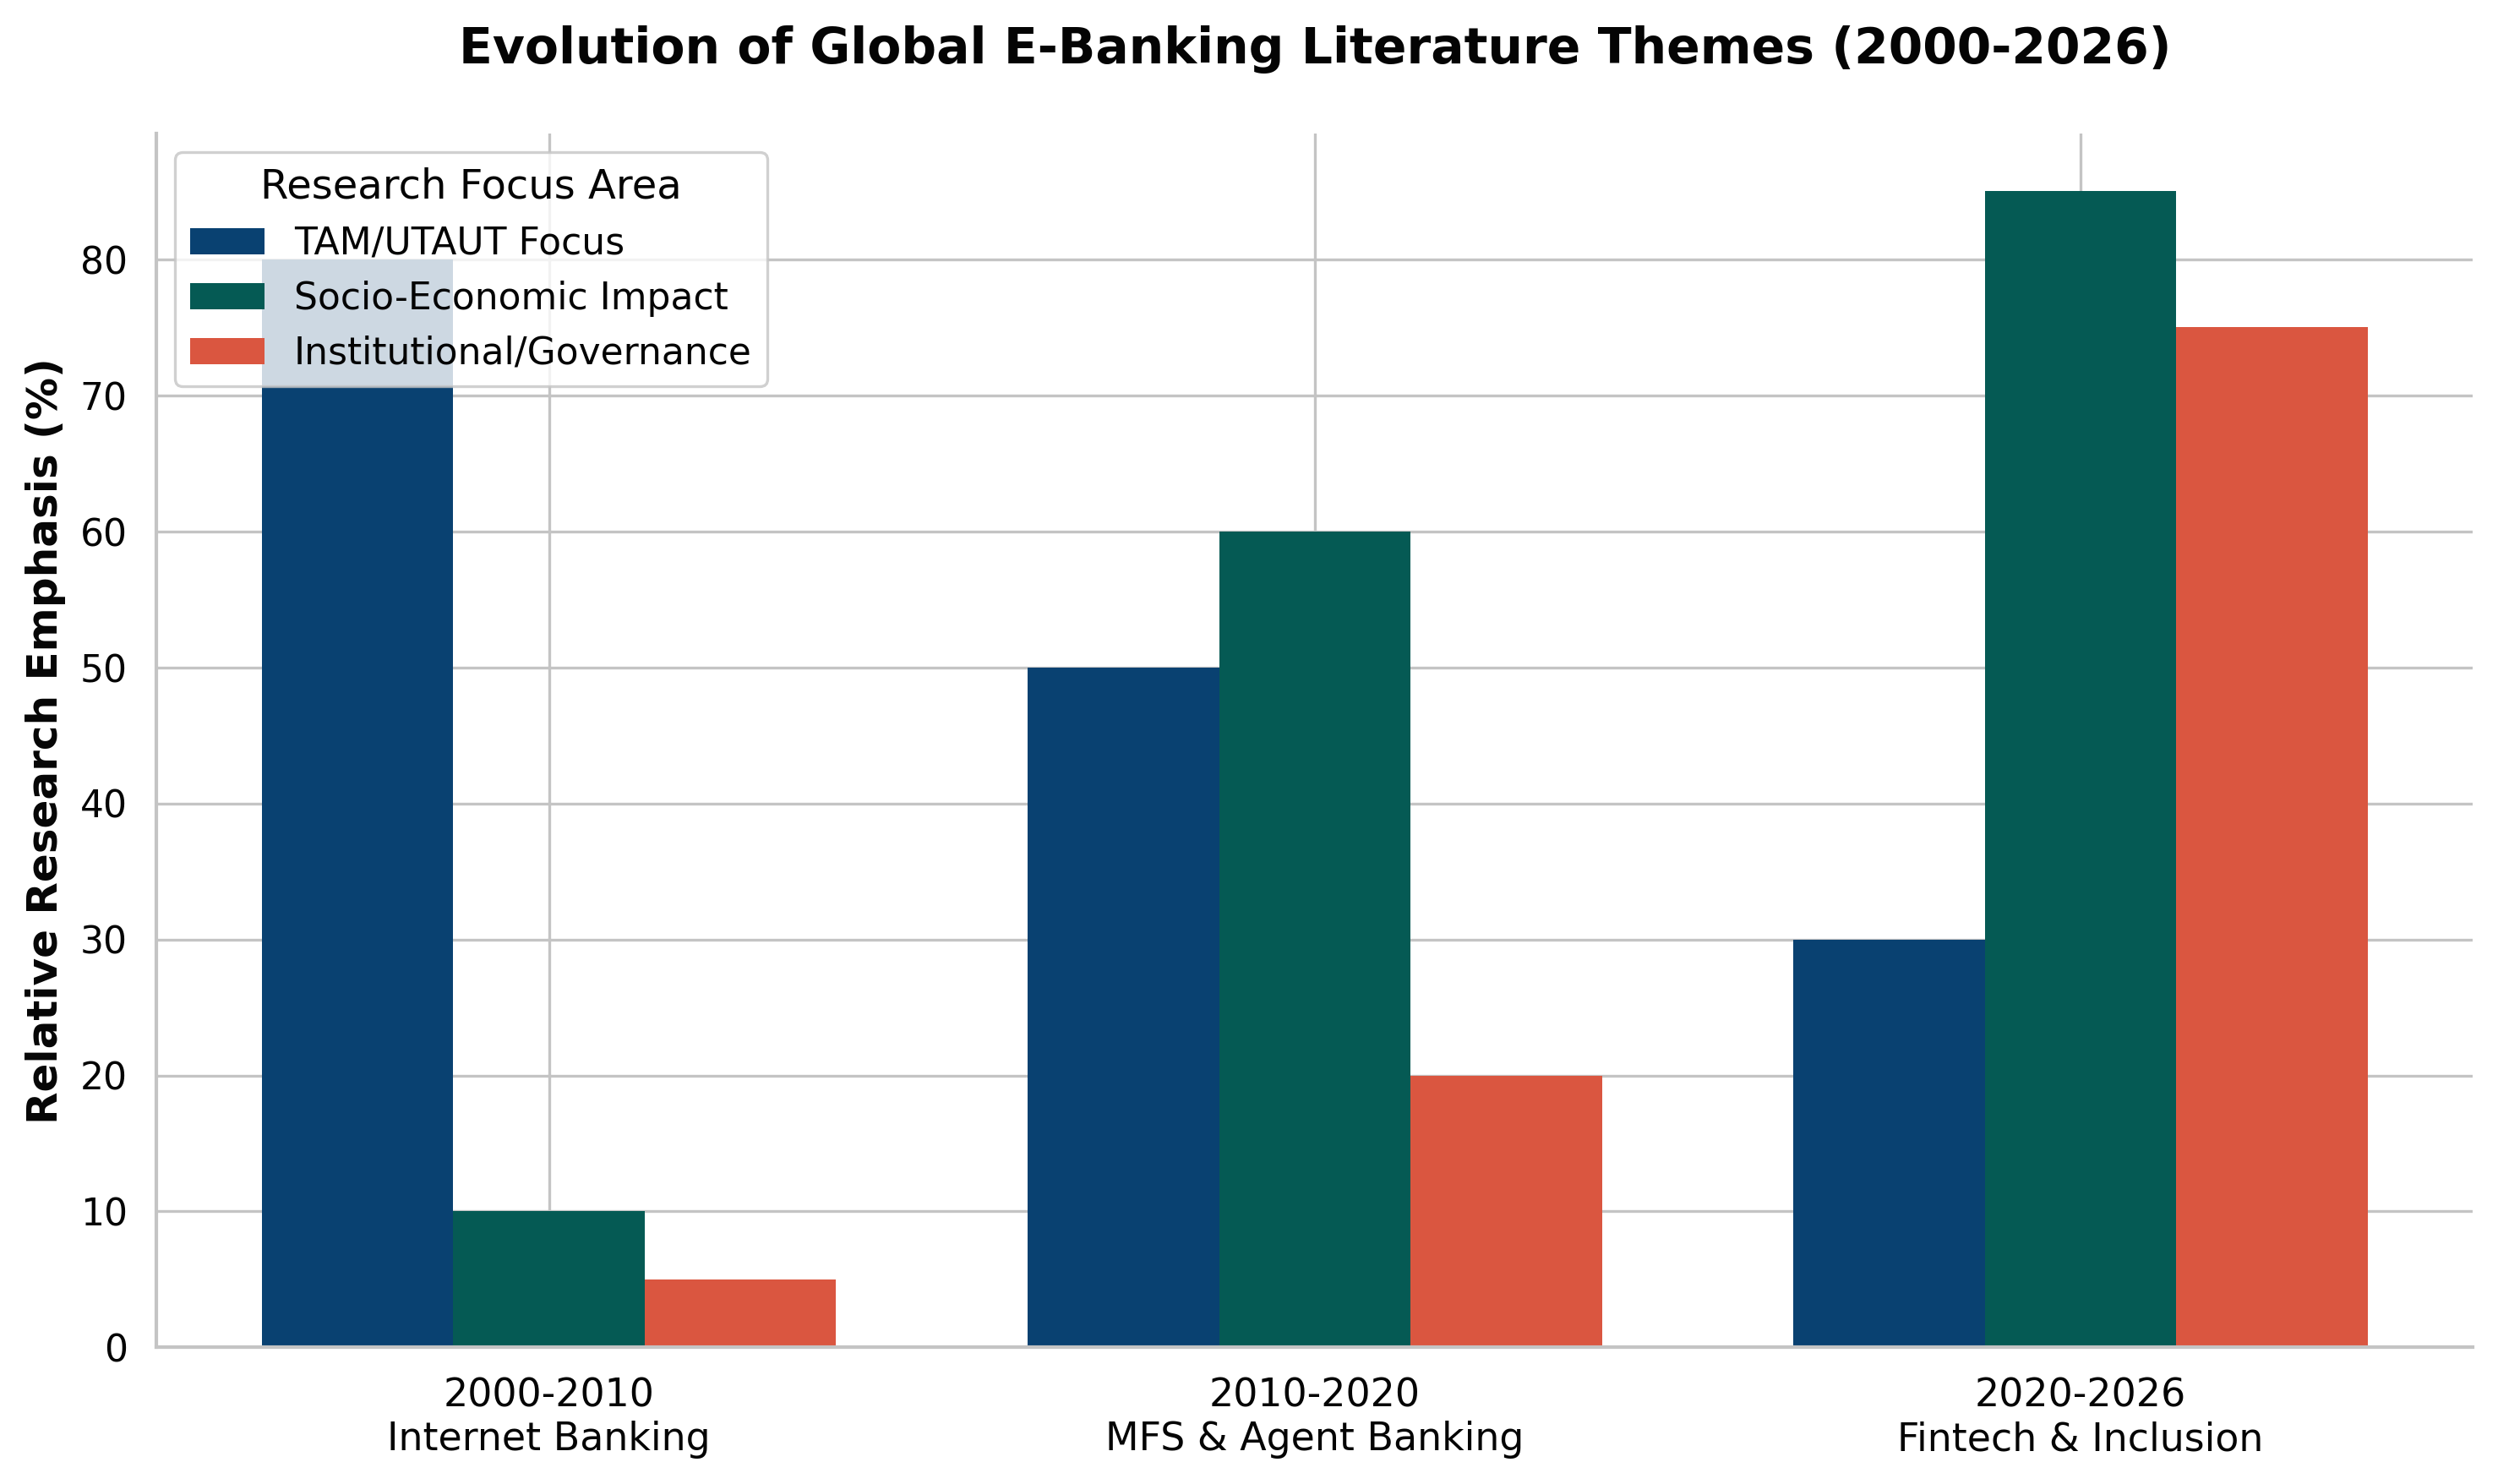 Evolution of Global E-Banking Literature Themes (2000-2026)
Research Focus Area
TAM/UTAUT Focus
Socio-Economic Impact
Institutional/Governance
Relative Research Emphasis (%)
80
70
60
50
40
30
20
10
0
2000-2010
Internet Banking
2010-2020
MFS & Agent Banking
2020-2026
Fintech & Inclusion